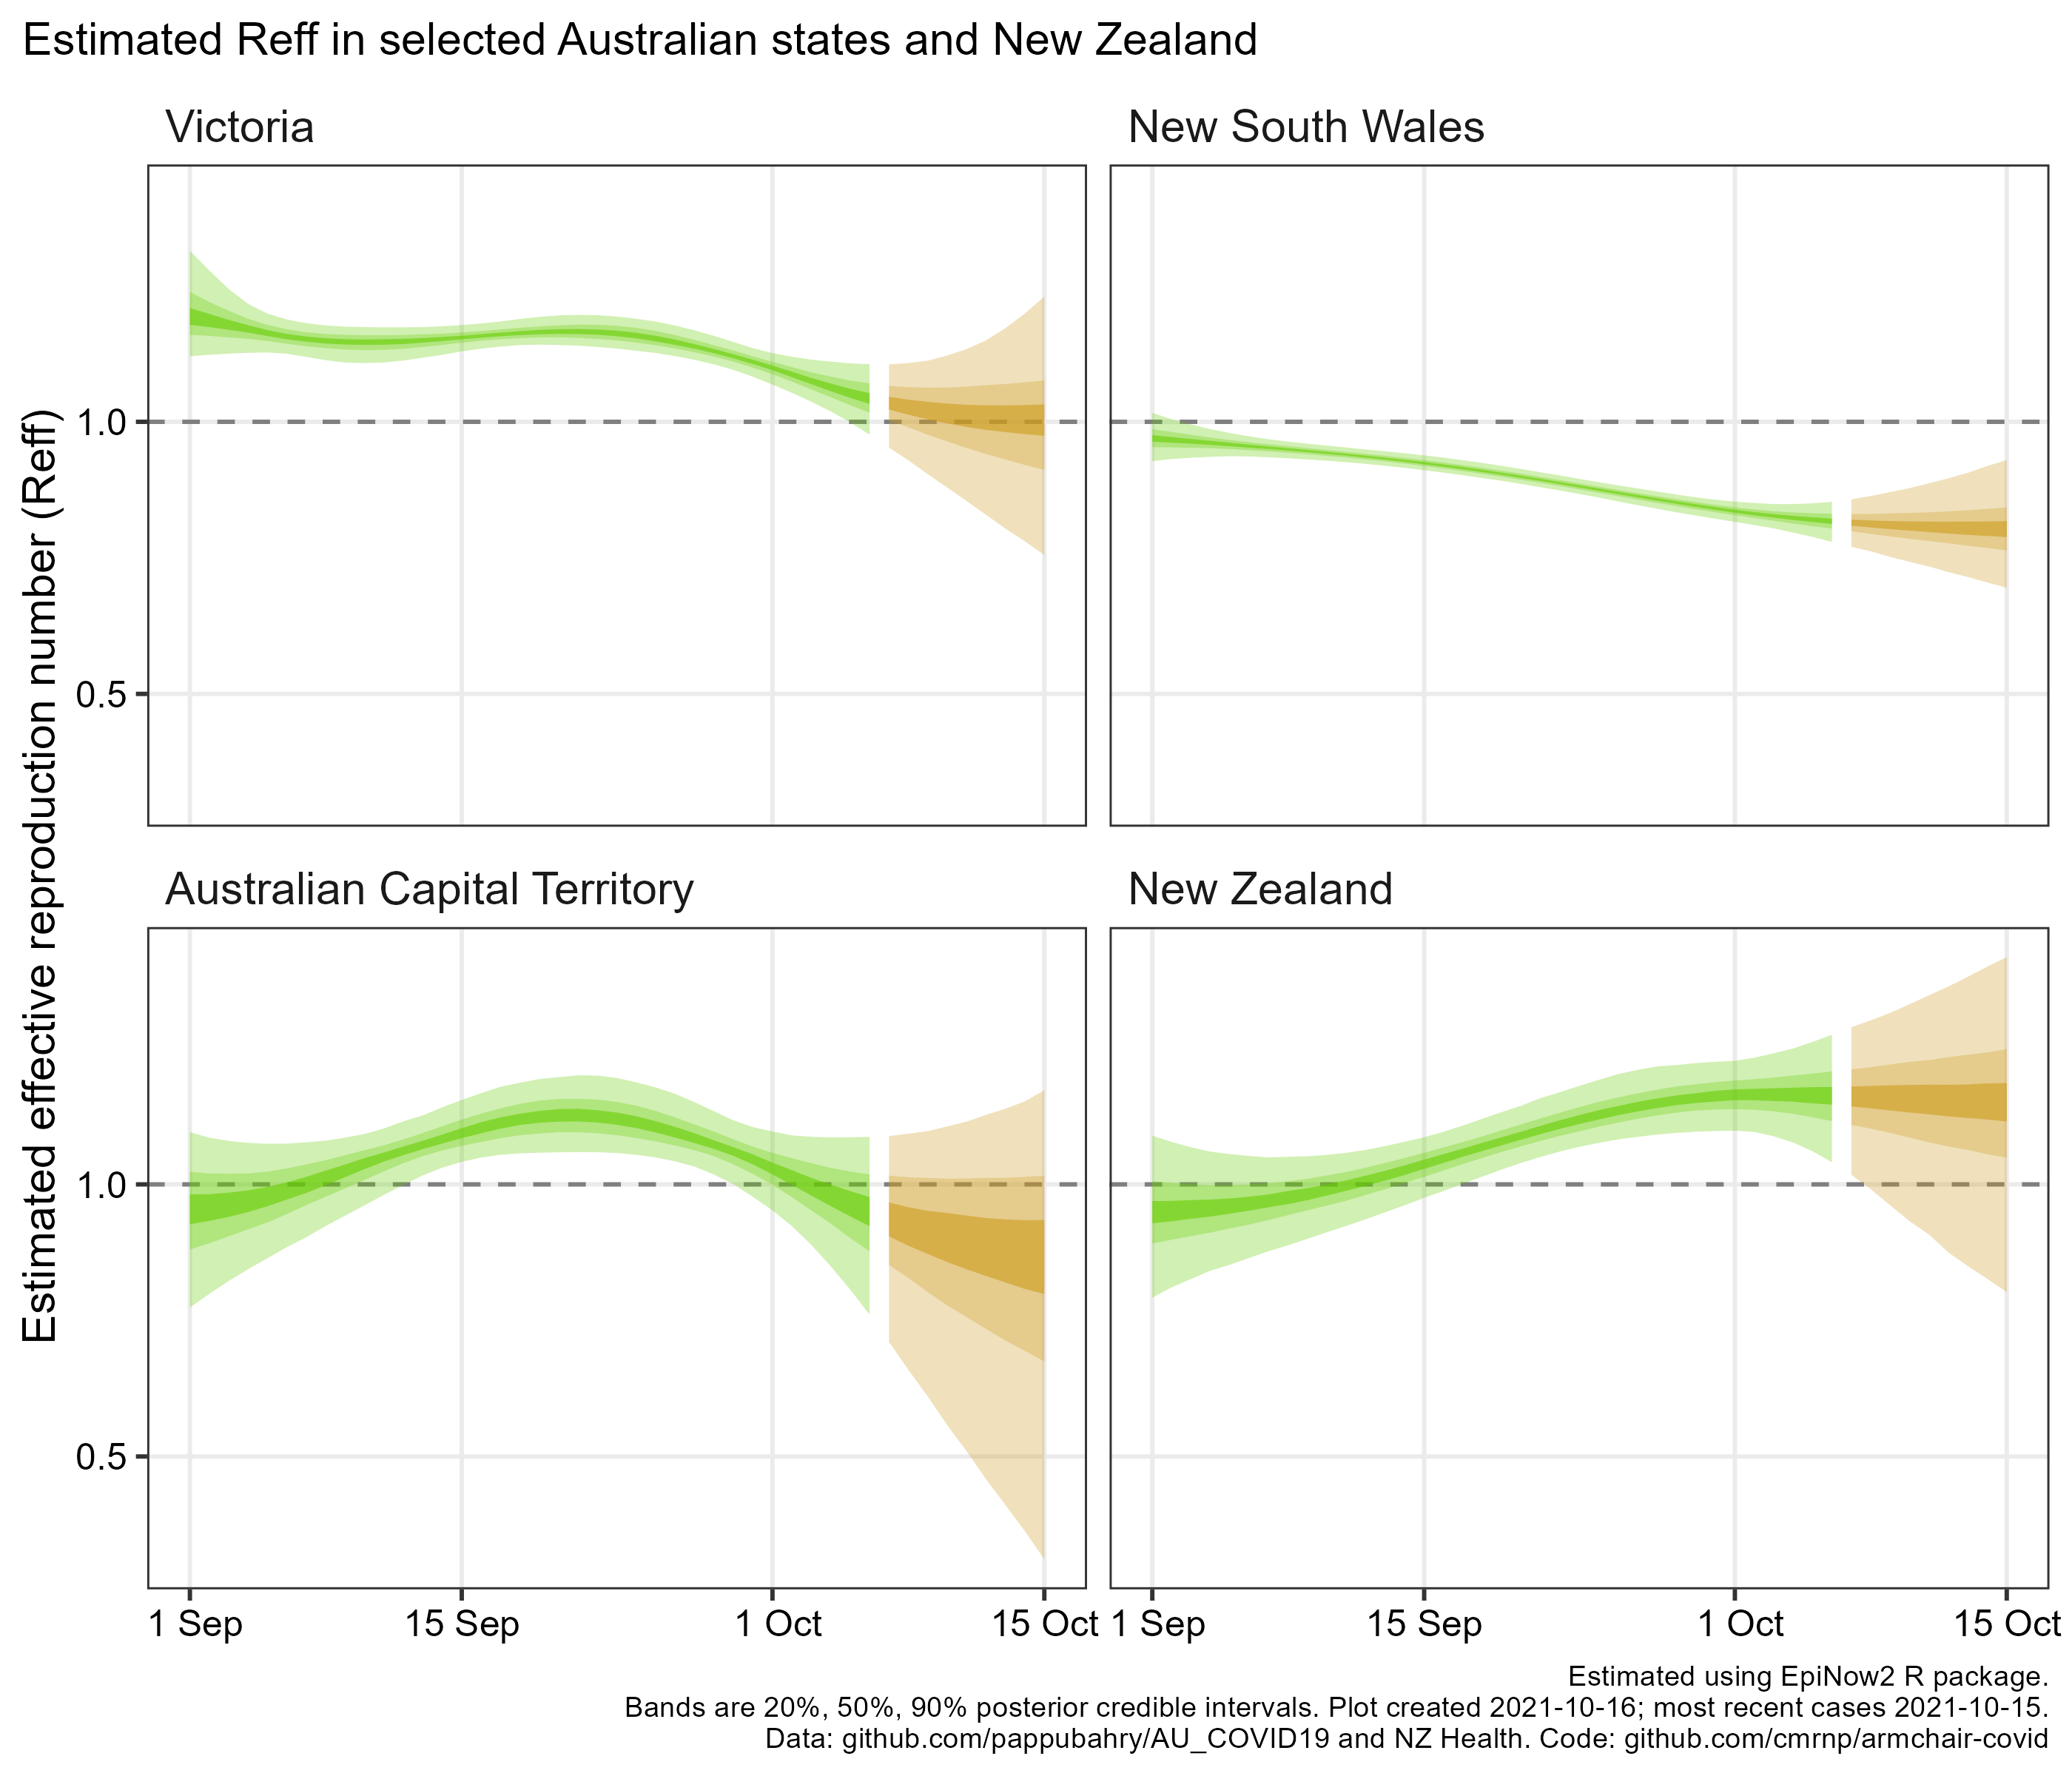 Estimated Reff in selected Australian states and New Zealand
Victoria
New South Wales
Estimated effective reproduction number (Reff)
1.0
0.5
Australian Capital Territory
New Zealand
1.0
0.5
1 Sep
15 Sep
1 Oct
15 Oct
1 Sep
15 Sep
1 Oct
15 Oct
Estimated using EpiNow2 R package.
Bands are 20%, 50%, 90% posterior credible intervals. Plot created 2021-10-16; most recent cases 2021-10-15.
Data: github.com/pappubahry/AU_COVID19 and NZ Health. Code: github.com/cmrnp/armchair-covid